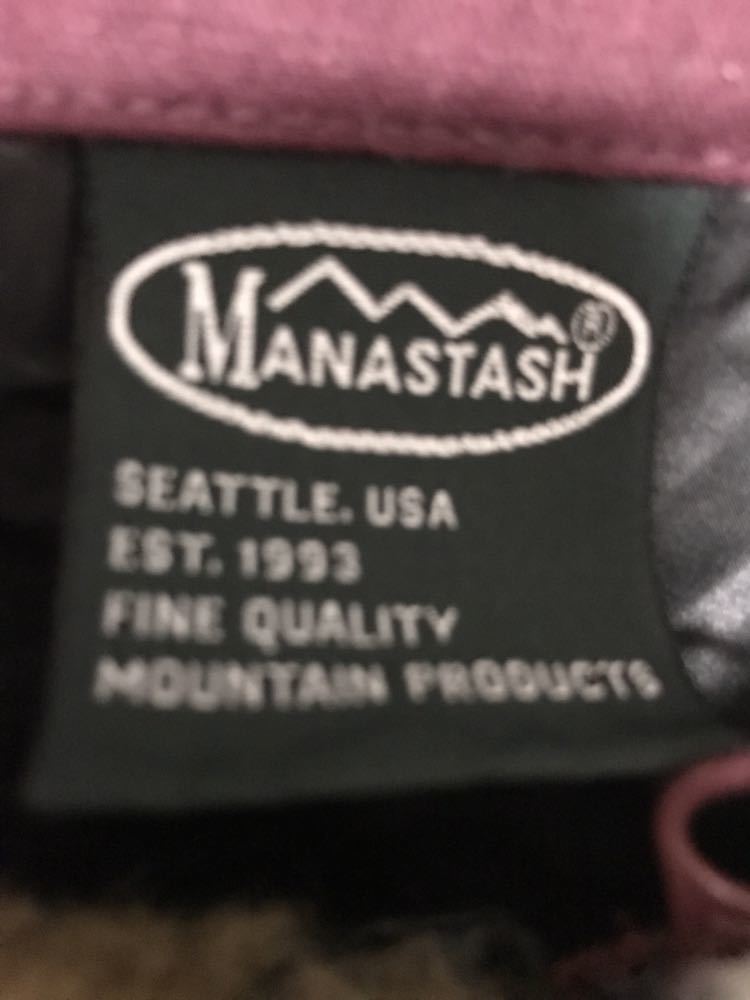 MANASTASH®
SEATTLE. USA
EST. 1993
FINE QUALITY
MOUNTAIN PRODUCTS